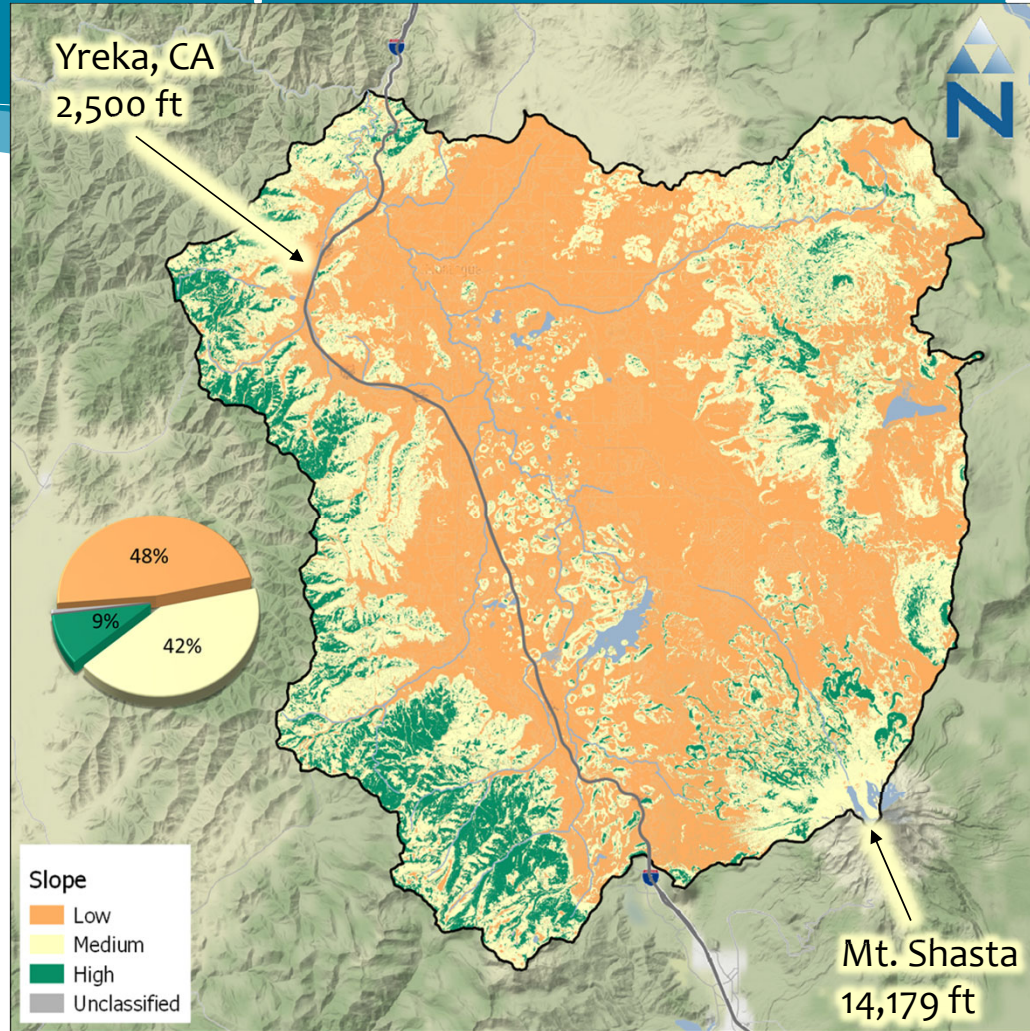 Yreka, CA
2,500 ft
N
48%
9%
42%
Slope
Low
Medium
High
Unclassified
Mt. Shasta
14,179 ft